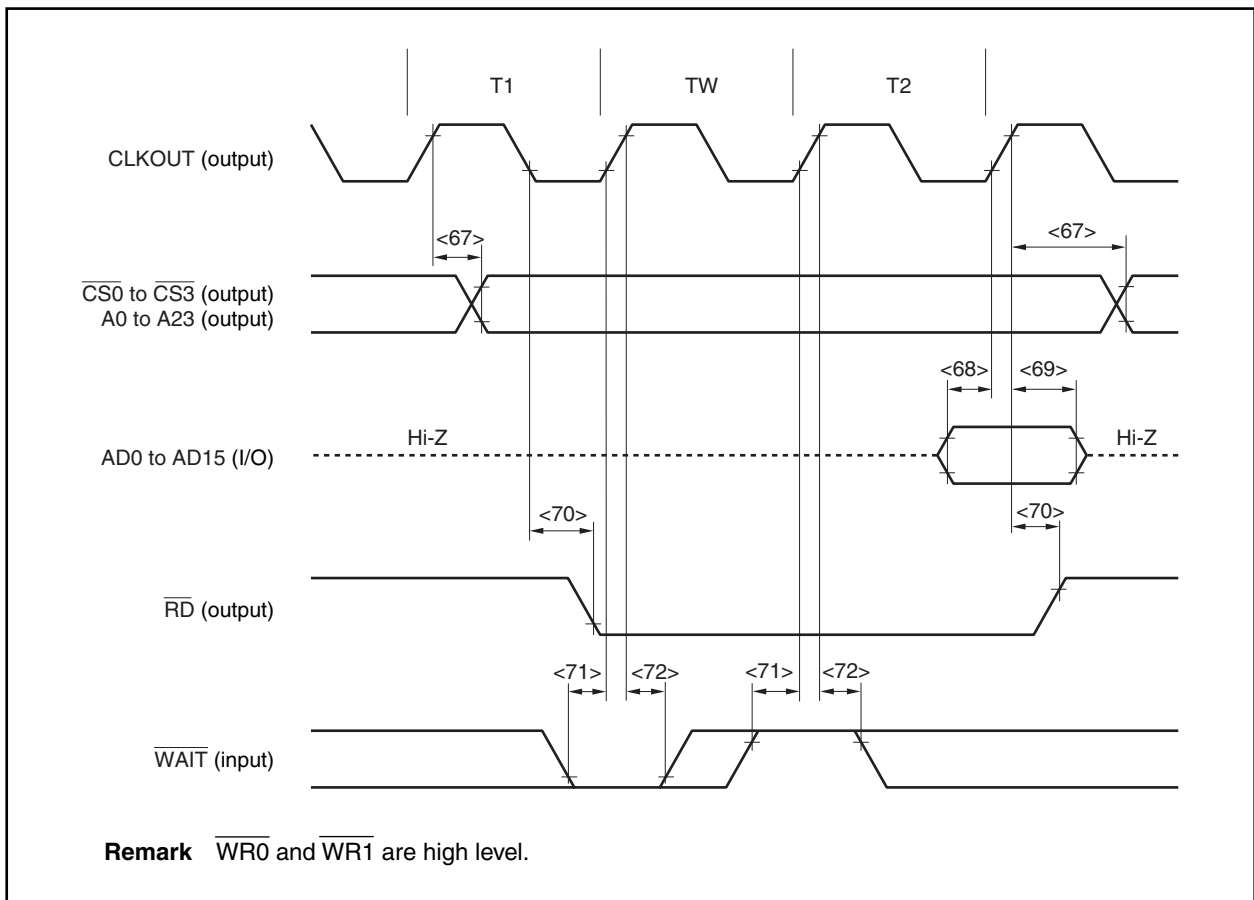 T1 TW T2
CLKOUT (output)
<67> <67>
CS0 to CS3 (output)
A0 to A23 (output)
<68> <69>
Hi-Z Hi-Z
AD0 to AD15 (I/O)
<70> <70>
RD (output)
<71> <72> <71> <72>
WAIT (input)
Remark WR0 and WR1 are high level.